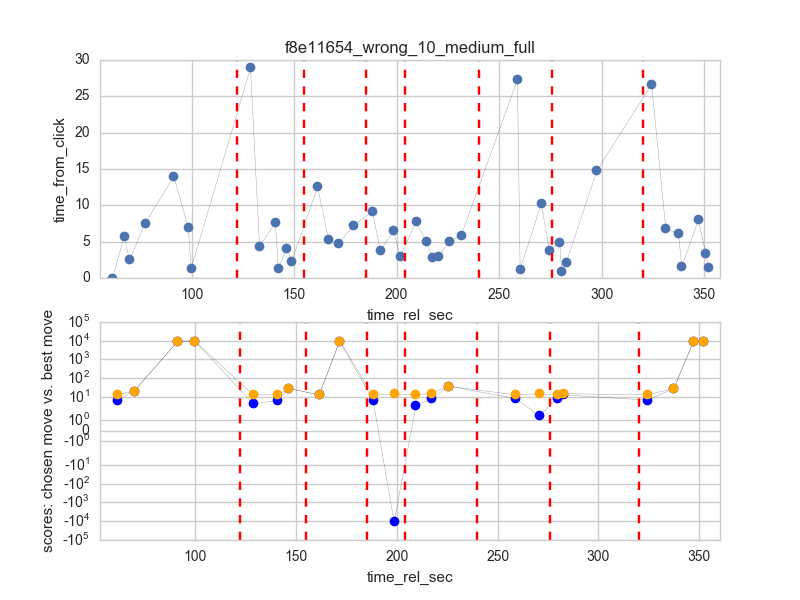 f8e11654_wrong_10_medium_full
time_from_click
30
25
20
15
10
5
0
100 150 200 250 300 350
time_rel_sec
scores: chosen move vs. best move
10^5
10^4
10^3
10^2
10^1
10^0
0
-10^0
-10^1
-10^2
-10^3
-10^4
-10^5
100 150 200 250 300 350
time_rel_sec